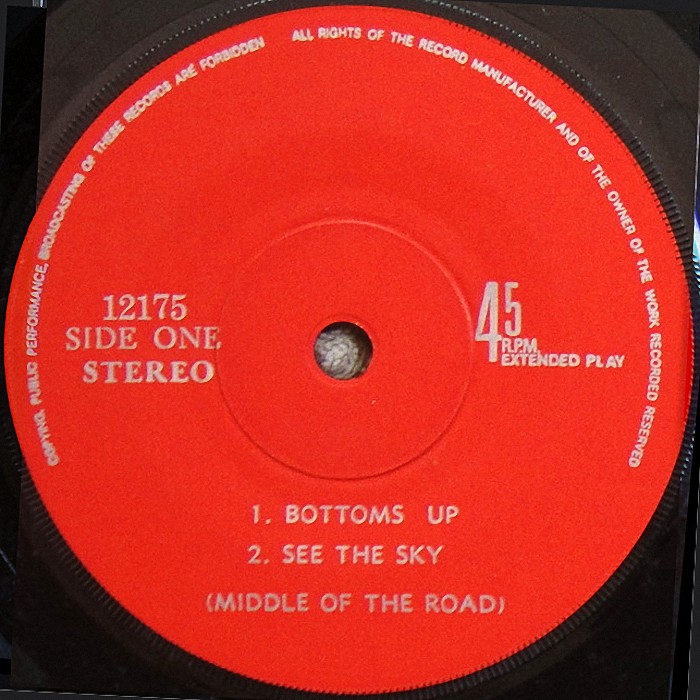 ALL RIGHTS OF THE RECORD MANUFACTURER AND OF THE OWNER OF THE WORK RECORDED RESERVED
COPYING, PUBLIC PERFORMANCE, BROADCASTING OF THESE RECORDS ARE FORBIDDEN
12175
SIDE ONE
STEREO
45
R.P.M.
EXTENDED PLAY
1. BOTTOMS UP
2. SEE THE SKY
(MIDDLE OF THE ROAD)